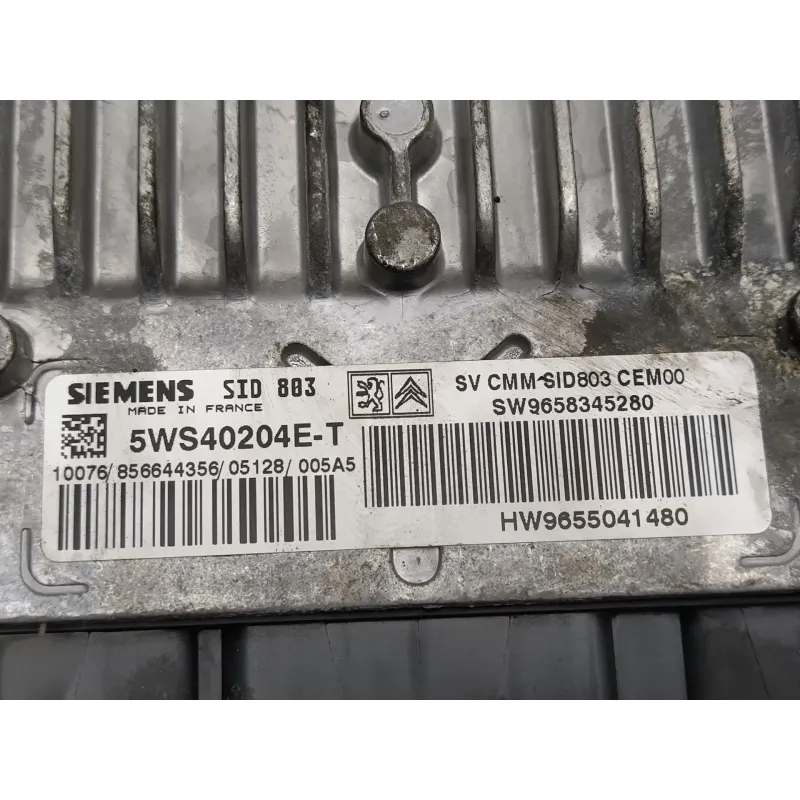 SIEMENS SID 803
MADE IN FRANCE
5WS40204E-T
10076/856644356/05128/005A5
SV CMM-SID803 CEM00
SW9658345280
HW9655041480